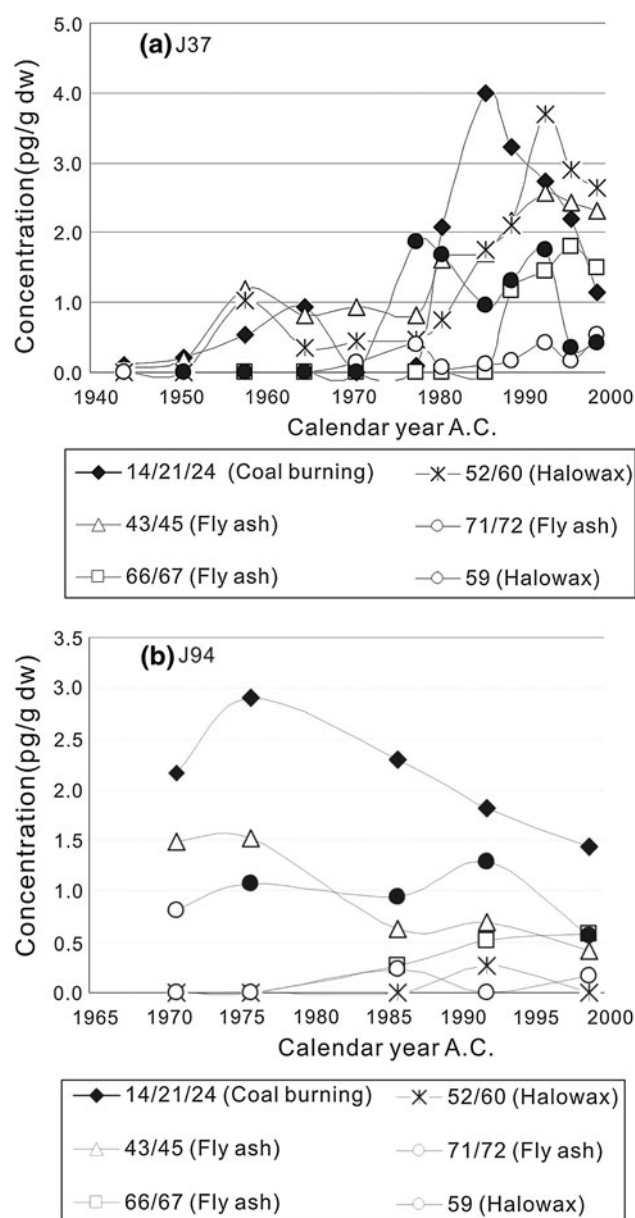 (a) J37
Concentration(pg/g dw)
5.0
4.0
3.0
2.0
1.0
0.0
1940 1950 1960 1970 1980 1990 2000
Calendar year A.C.
14/21/24 (Coal burning) 52/60 (Halowax)
43/45 (Fly ash) 71/72 (Fly ash)
66/67 (Fly ash) 59 (Halowax)
(b) J94
Concentration(pg/g dw)
3.5
3.0
2.5
2.0
1.5
1.0
0.5
0.0
1965 1970 1975 1980 1985 1990 1995 2000
Calendar year A.C.
14/21/24 (Coal burning) 52/60 (Halowax)
43/45 (Fly ash) 71/72 (Fly ash)
66/67 (Fly ash) 59 (Halowax)